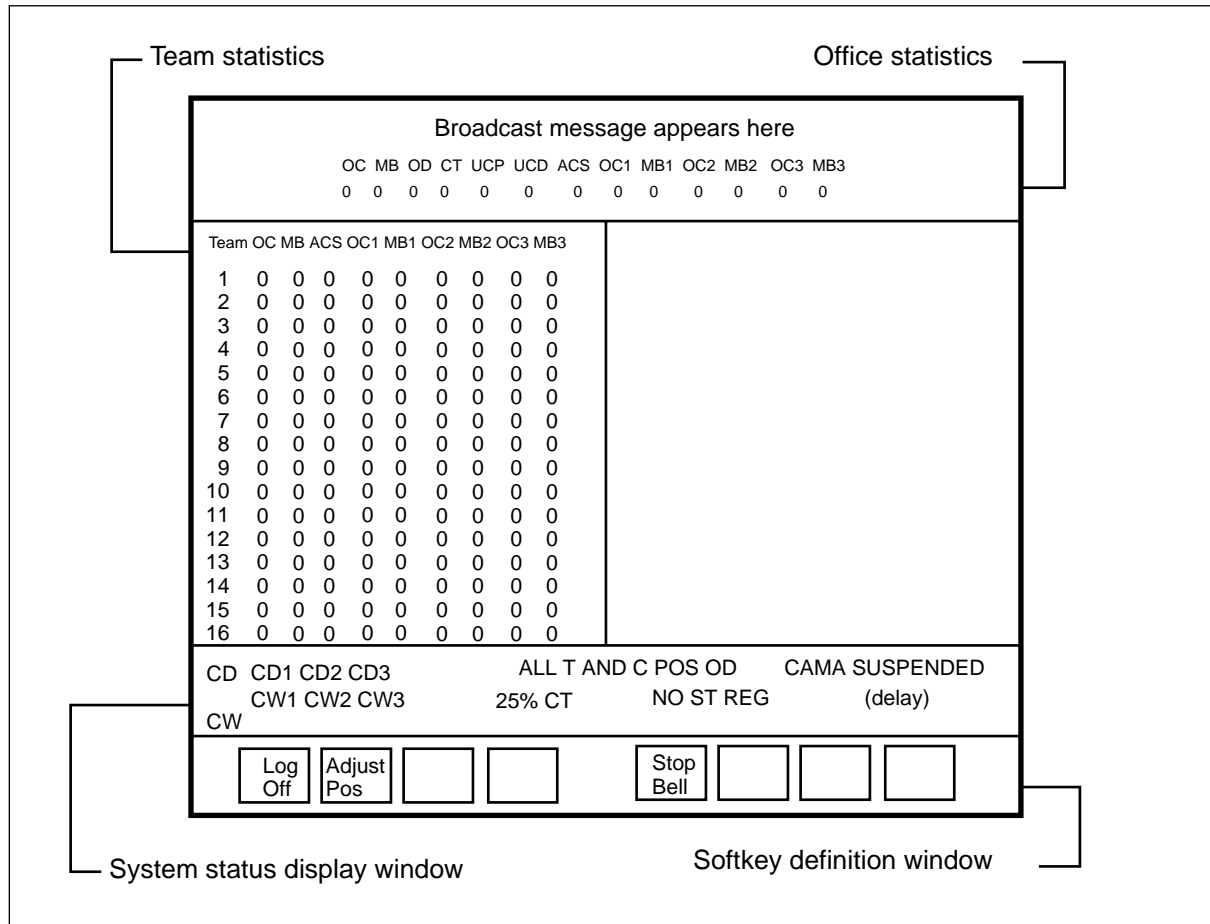 Team statistics
Office statistics
Broadcast message appears here
OC MB OD CT UCP UCD ACS OC1 MB1 OC2 MB2 OC3 MB3
0 0 0 0 0 0 0 0 0 0 0 0 0
Team OC MB ACS OC1 MB1 OC2 MB2 OC3 MB3
1 0 0 0 0 0 0 0 0 0
2 0 0 0 0 0 0 0 0 0
3 0 0 0 0 0 0 0 0 0
4 0 0 0 0 0 0 0 0 0
5 0 0 0 0 0 0 0 0 0
6 0 0 0 0 0 0 0 0 0
7 0 0 0 0 0 0 0 0 0
8 0 0 0 0 0 0 0 0 0
9 0 0 0 0 0 0 0 0 0
10 0 0 0 0 0 0 0 0 0
11 0 0 0 0 0 0 0 0 0
12 0 0 0 0 0 0 0 0 0
13 0 0 0 0 0 0 0 0 0
14 0 0 0 0 0 0 0 0 0
15 0 0 0 0 0 0 0 0 0
16 0 0 0 0 0 0 0 0 0
CD CD1 CD2 CD3 ALL T AND C POS OD CAMA SUSPENDED
CW1 CW2 CW3 25% CT NO ST REG (delay)
CW
Log Adjust Stop
Off Pos Bell
System status display window
Softkey definition window